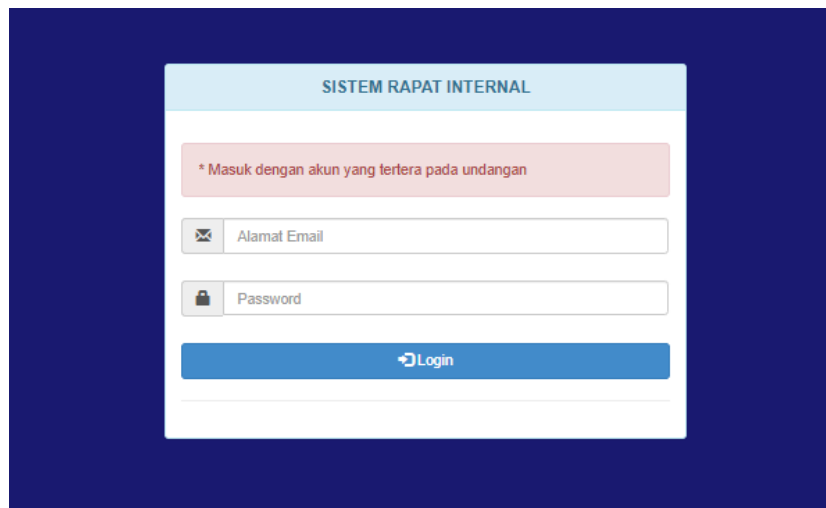 SISTEM RAPAT INTERNAL
* Masuk dengan akun yang tertera pada undangan
Alamat Email
Password
Login